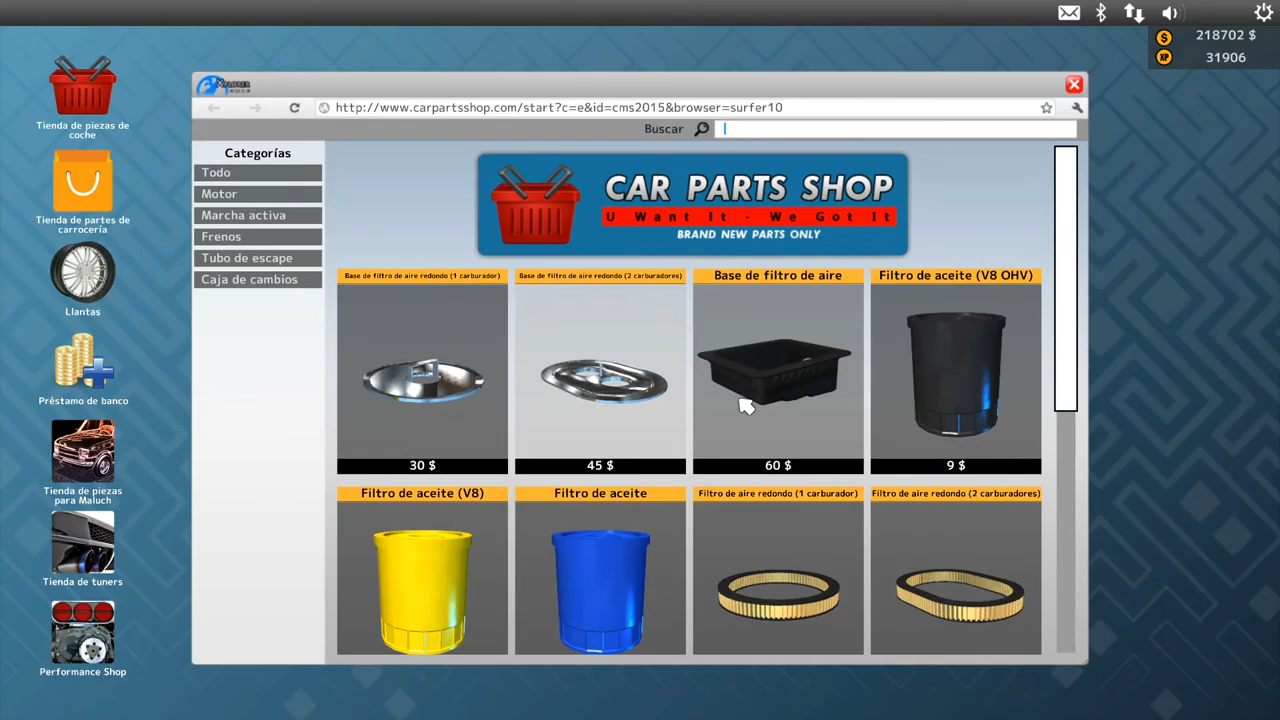 218702 $
31906
XPLORER
http://www.carpartsshop.com/start?c=e&id=cms2015&browser=surfer10
Buscar
Tienda de piezas de
coche
Tienda de partes de
carrocería
Llantas
Préstamo de banco
Tienda de piezas
para Maluch
Tienda de tuners
Performance Shop
Categorías
Todo
Motor
Marcha activa
Frenos
Tubo de escape
Caja de cambios
CAR PARTS SHOP
U Want It - We Got It
BRAND NEW PARTS ONLY
Base de filtro de aire redondo (1 carburador)
Base de filtro de aire redondo (2 carburadores)
Base de filtro de aire
Filtro de aceite (V8 OHV)
30 $
45 $
60 $
9 $
Filtro de aceite (V8)
Filtro de aceite
Filtro de aire redondo (1 carburador)
Filtro de aire redondo (2 carburadores)